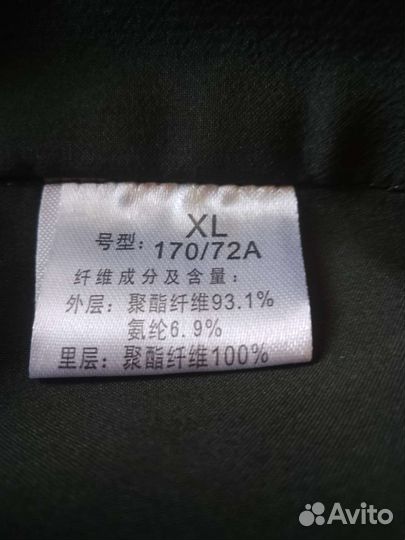 XL
号型: 170/72A
纤维成分及含量:
外层: 聚酯纤维93.1%
氨纶6.9%
里层: 聚酯纤维100%
Avito